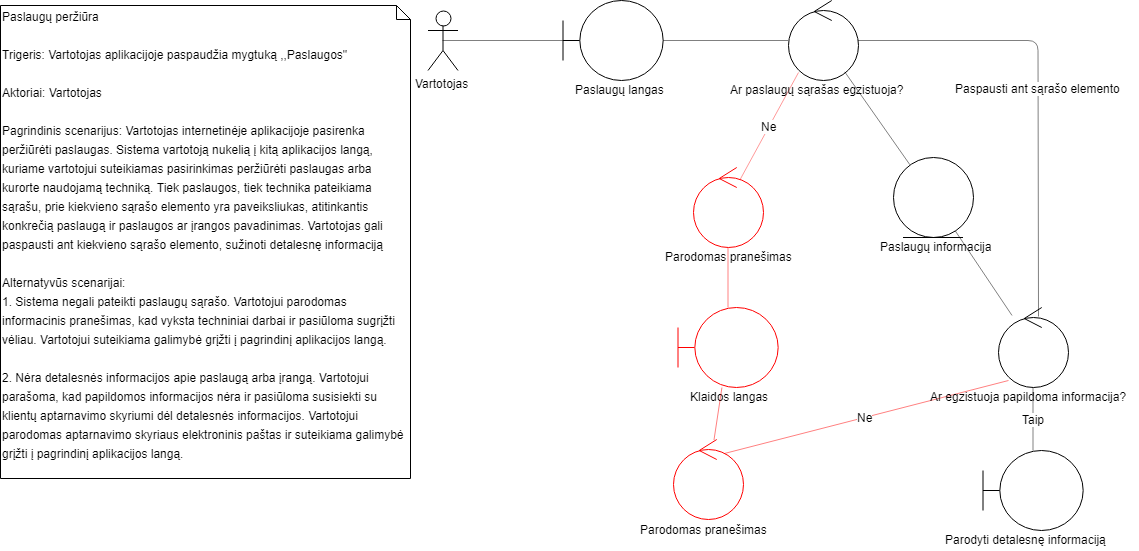 Paslaugų peržiūra
Trigeris: Vartotojas aplikacijoje paspaudžia mygtuką ,,Paslaugos"
Aktoriai: Vartotojas
Pagrindinis scenarijus: Vartotojas internetinėje aplikacijoje pasirenka
peržiūrėti paslaugas. Sistema vartotoją nukelią į kitą aplikacijos langą,
kuriame vartotojui suteikiamas pasirinkimas peržiūrėti paslaugas arba
kurorte naudojamą techniką. Tiek paslaugos, tiek technika pateikiama
sąrašu, prie kiekvieno sąrašo elemento yra paveiksliukas, atitinkantis
konkrečią paslaugą ir paslaugos ar įrangos pavadinimas. Vartotojas gali
paspausti ant kiekvieno sąrašo elemento, sužinoti detalesnę informaciją
Alternatyvūs scenarijai:
1. Sistema negali pateikti paslaugų sąrašo. Vartotojui parodomas
informacinis pranešimas, kad vyksta techniniai darbai ir pasiūloma sugrįžti
vėliau. Vartotojui suteikiama galimybė grįžti į pagrindinį aplikacijos langą.
2. Nėra detalesnės informacijos apie paslaugą arba įrangą. Vartotojui
parašoma, kad papildomos informacijos nėra ir pasiūloma susisiekti su
klientų aptarnavimo skyriumi dėl detalesnės informacijos. Vartotojui
parodomas aptarnavimo skyriaus elektroninis paštas ir suteikiama galimybė
grįžti į pagrindinį aplikacijos langą.
Vartotojas
Paslaugų langas
Ar paslaugų sąrašas egzistuoja?
Paspausti ant sąrašo elemento
Ne
Paslaugų informacija
Parodomas pranešimas
Klaidos langas
Ar egzistuoja papildoma informacija?
Ne
Taip
Parodomas pranešimas
Parodyti detalesnę informaciją